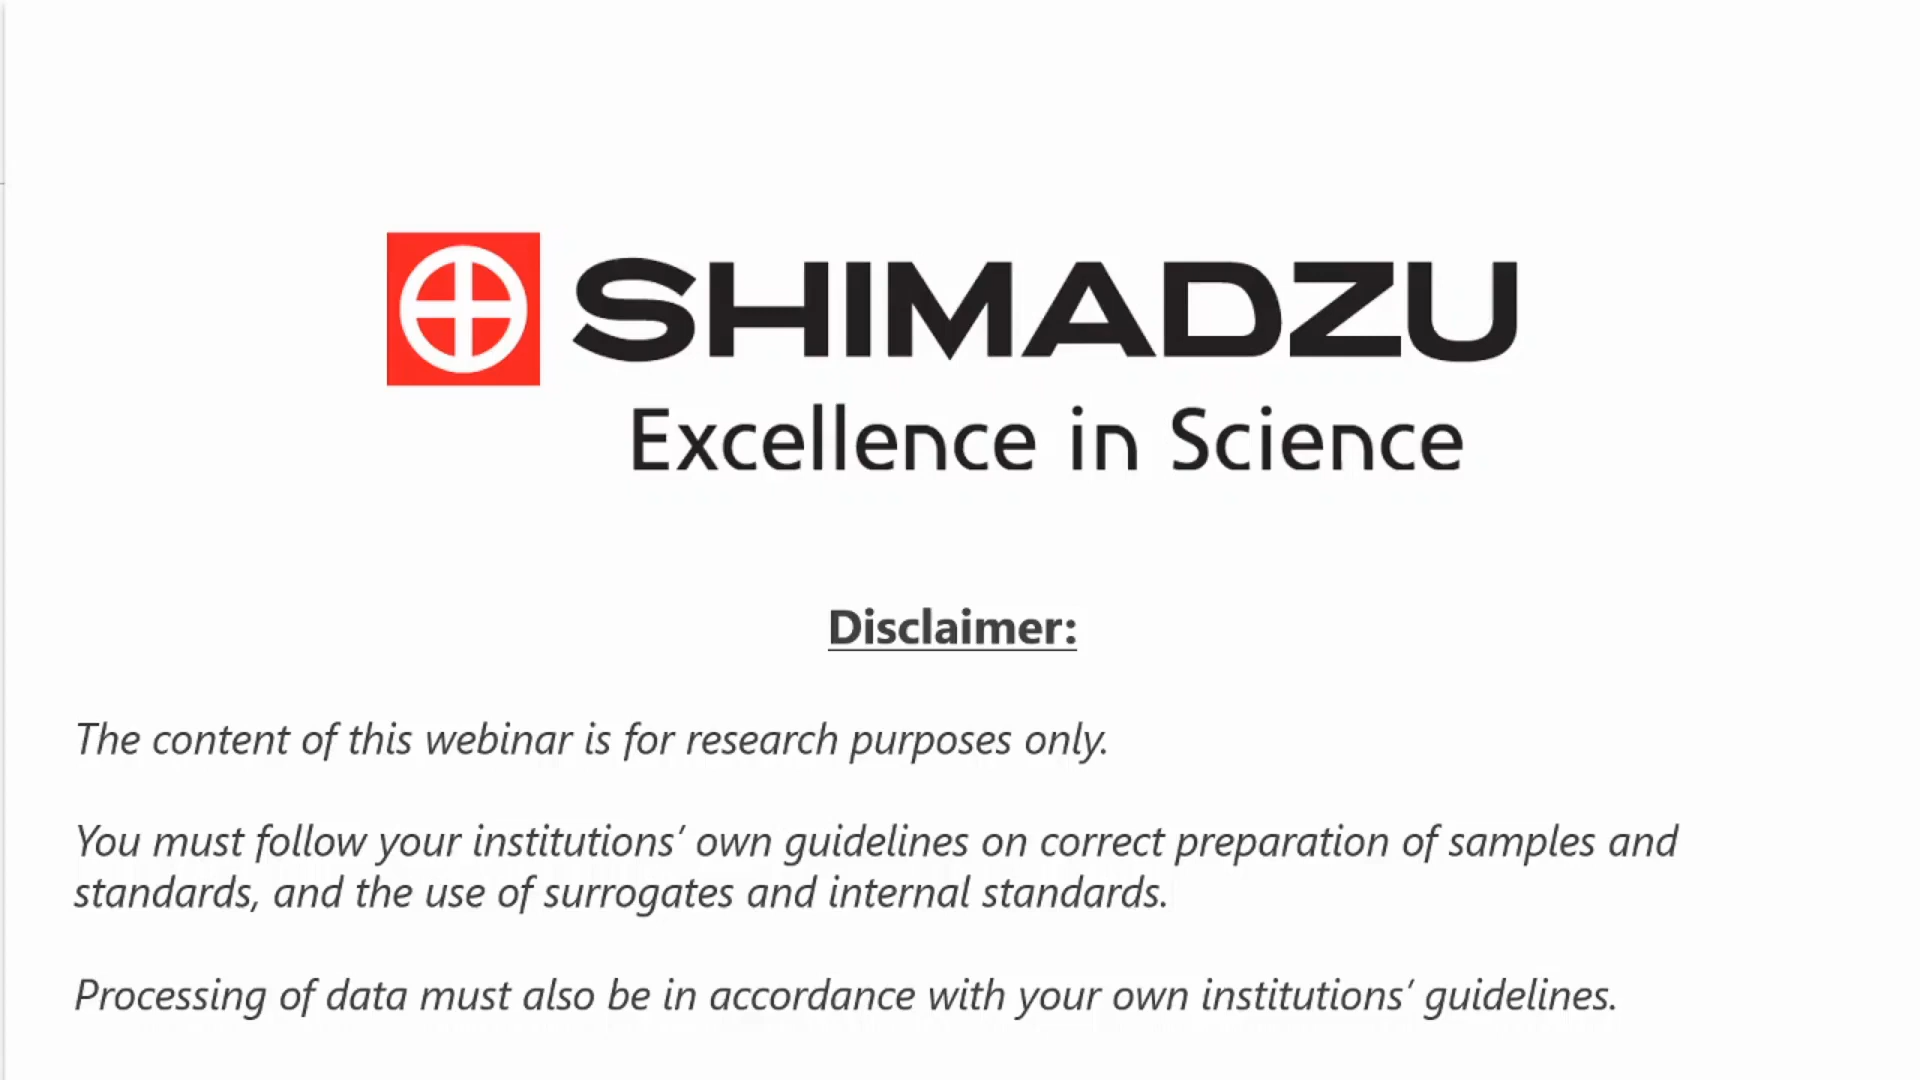 SHIMADZU
Excellence in Science
Disclaimer:
The content of this webinar is for research purposes only.
You must follow your institutions’ own guidelines on correct preparation of samples and
standards, and the use of surrogates and internal standards.
Processing of data must also be in accordance with your own institutions’ guidelines.